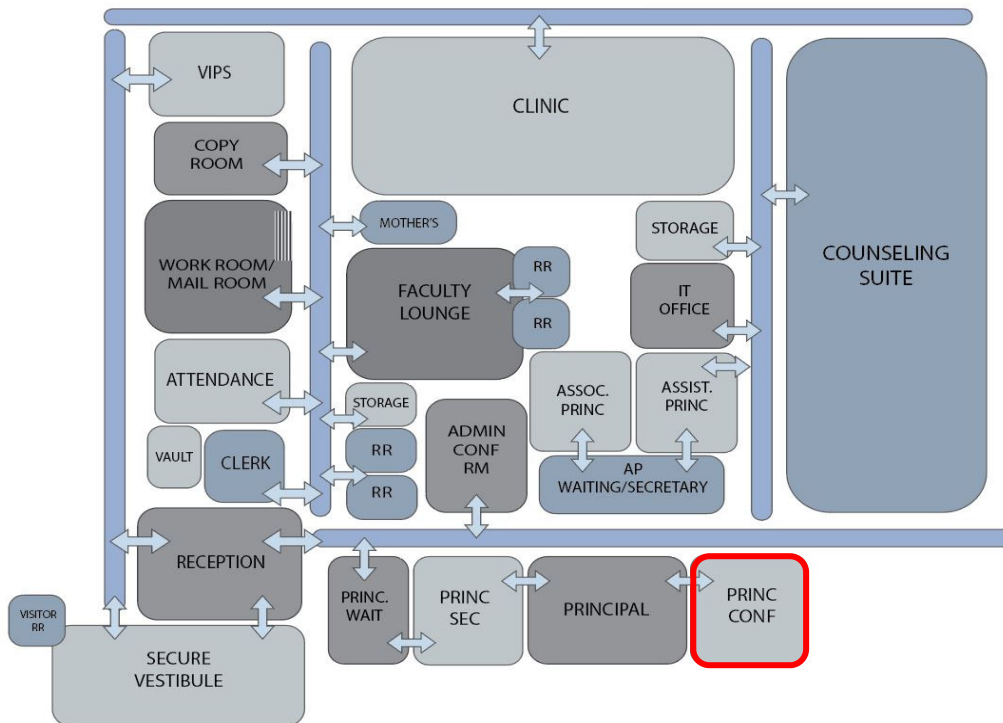 VIPS
CLINIC
COPY
ROOM
MOTHER'S
STORAGE
COUNSELING
SUITE
WORK ROOM/
MAIL ROOM
FACULTY
LOUNGE
RR
RR
IT
OFFICE
ATTENDANCE
STORAGE
ASSOC.
PRINC
ASSIST.
PRINC
VAULT
CLERK
RR
RR
ADMIN
CONF
RM
AP
WAITING/SECRETARY
RECEPTION
PRINC.
WAIT
PRINC
SEC
PRINCIPAL
PRINC
CONF
VISITOR
RR
SECURE
VESTIBULE